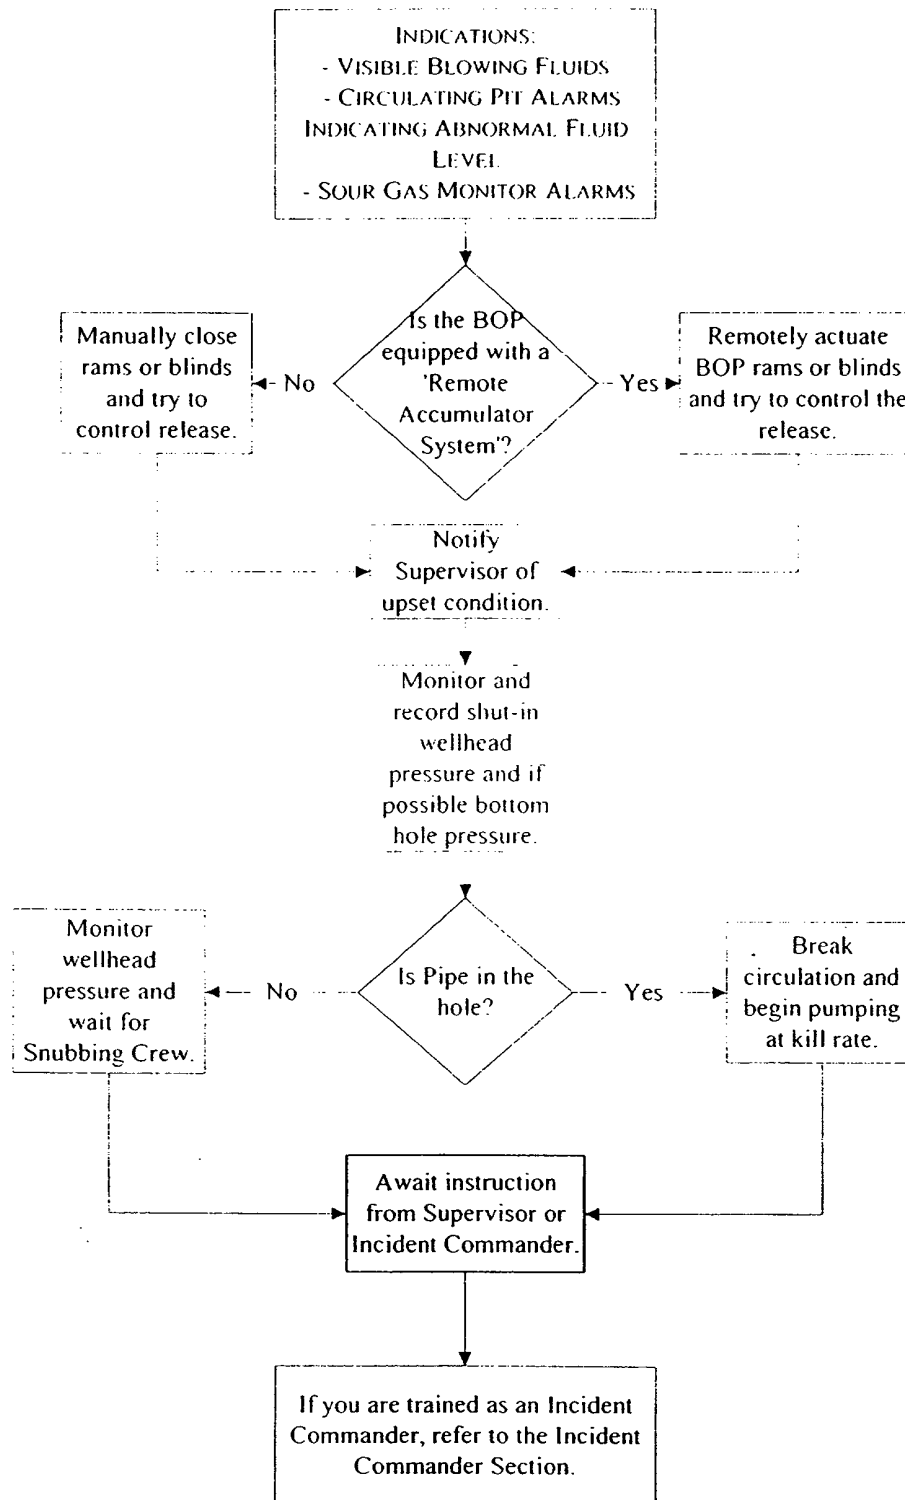 INDICATIONS:
- VISIBLE BLOWING FLUIDS
- CIRCULATING PIT ALARMS
INDICATING ABNORMAL FLUID
LEVEL
- SOUR GAS MONITOR ALARMS
Is the BOP
equipped with a
'Remote
Accumulator
System'?
No
Yes
Manually close
rams or blinds
and try to
control release.
Remotely actuate
BOP rams or blinds
and try to control the
release.
Notify
Supervisor of
upset condition.
Monitor and
record shut-in
wellhead
pressure and if
possible bottom
hole pressure.
Is Pipe in the
hole?
No
Yes
Monitor
wellhead
pressure and
wait for
Snubbing Crew.
Break
circulation and
begin pumping
at kill rate.
Await instruction
from Supervisor or
Incident Commander.
If you are trained as an Incident
Commander, refer to the Incident
Commander Section.